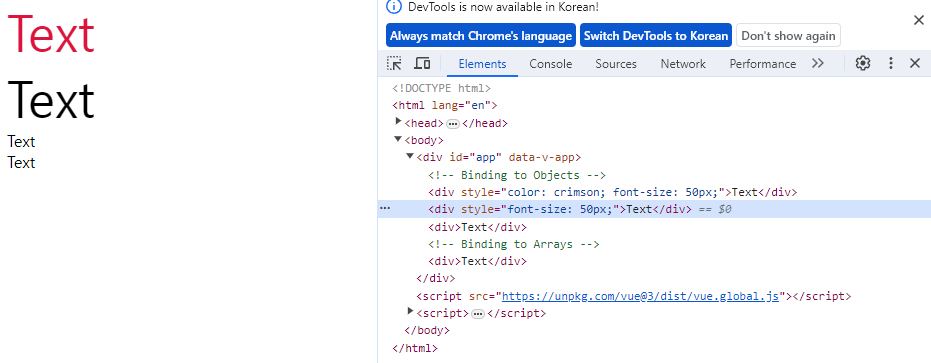 Text
Text
Text
Text
DevTools is now available in Korean!
Always match Chrome's language
Switch DevTools to Korean
Don't show again
Elements
Console
Sources
Network
Performance
<!DOCTYPE html>
<html lang="en">
<head> ⋯ </head>
<body>
<div id="app" data-v-app>
<!-- Binding to Objects -->
<div style="color: crimson; font-size: 50px;">Text</div>
<div style="font-size: 50px;">Text</div> == $0
<div>Text</div>
<!-- Binding to Arrays -->
<div>Text</div>
</div>
<script src="https://unpkg.com/vue@3/dist/vue.global.js"></script>
<script> ⋯ </script>
</body>
</html>